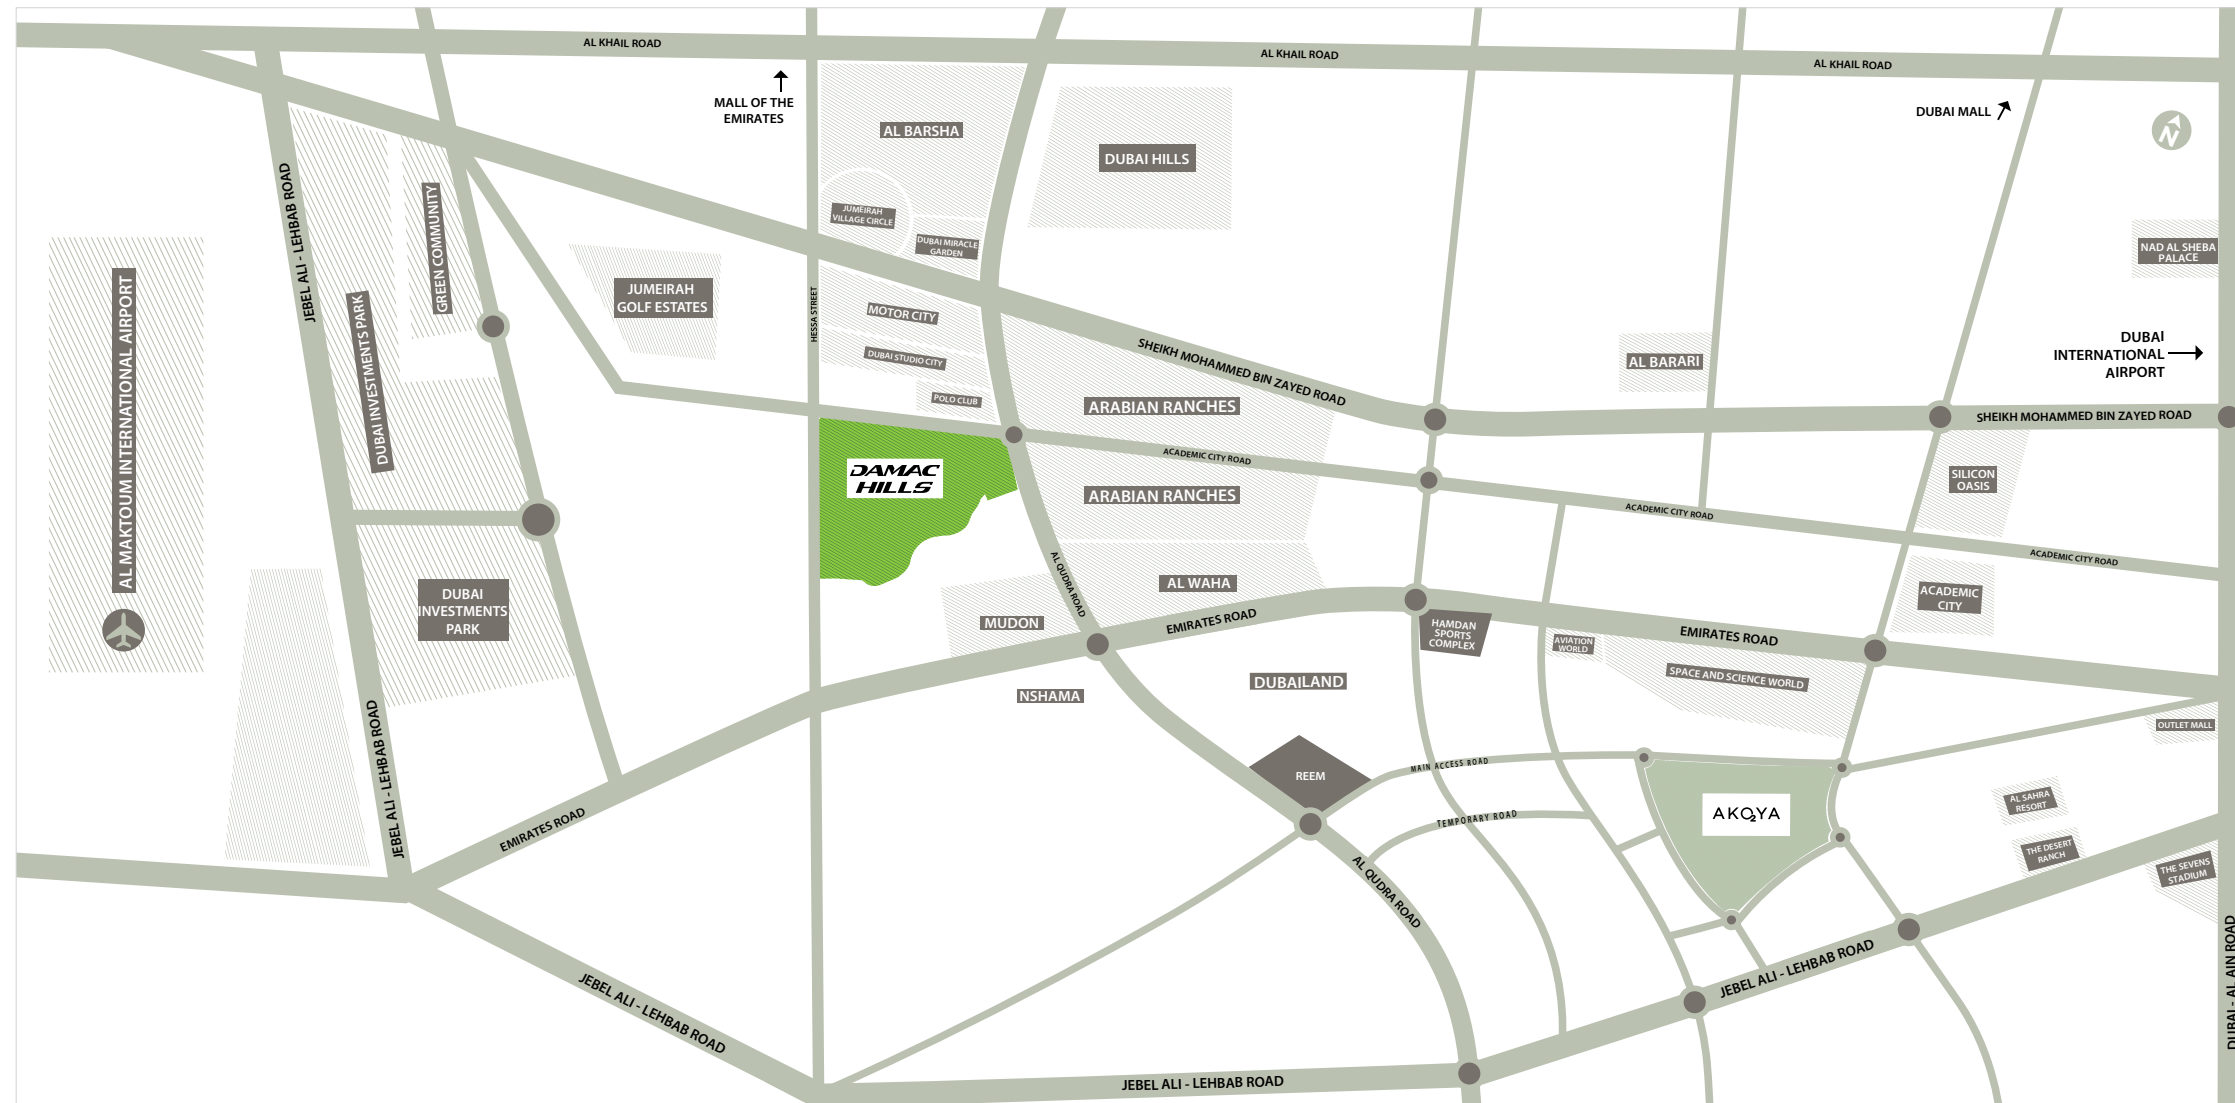 AL KHAIL ROAD
AL KHAIL ROAD
AL KHAIL ROAD
MALL OF THE
EMIRATES
DUBAI MALL
N
AL BARSHA
DUBAI HILLS
JEBEL ALI - LEHBAB ROAD
GREEN COMMUNITY
JUMEIRAH
VILLAGE CIRCLE
DUBAI MIRACLE
GARDEN
NAD AL SHEBA
PALACE
AL MAKTOUM INTERNATIONAL AIRPORT
DUBAI INVESTMENTS PARK
JUMEIRAH
GOLF ESTATES
HESSA STREET
MOTOR CITY
DUBAI STUDIO CITY
POLO CLUB
SHEIKH MOHAMMED BIN ZAYED ROAD
AL BARARI
DUBAI
INTERNATIONAL
AIRPORT
ARABIAN RANCHES
SHEIKH MOHAMMED BIN ZAYED ROAD
DAMAC
HILLS
ACADEMIC CITY ROAD
ARABIAN RANCHES
SILICON
OASIS
ACADEMIC CITY ROAD
ACADEMIC CITY ROAD
DUBAI
INVESTMENTS
PARK
AL QUDRA ROAD
AL WAHA
MUDON
EMIRATES ROAD
HAMDAN
SPORTS
COMPLEX
AVIATION
WORLD
EMIRATES ROAD
ACADEMIC
CITY
SPACE AND SCIENCE WORLD
NSHAMA
DUBAILAND
OUTLET MALL
JEBEL ALI - LEHBAB ROAD
REEM
MAIN ACCESS ROAD
TEMPORARY ROAD
AKO2YA
AL SAHRA
RESORT
THE DESERT
RANCH
THE SEVENS
STADIUM
EMIRATES ROAD
AL QUDRA ROAD
JEBEL ALI - LEHBAB ROAD
JEBEL ALI - LEHBAB ROAD
JEBEL ALI - LEHBAB ROAD
DUBAI - AL AIN ROAD